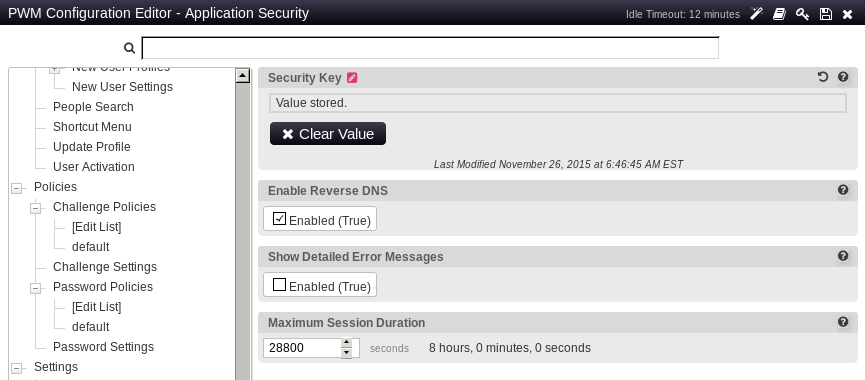 PWM Configuration Editor - Application Security
Idle Timeout: 12 minutes
New User Profiles
New User Settings
People Search
Shortcut Menu
Update Profile
User Activation
Policies
Challenge Policies
[Edit List]
default
Challenge Settings
Password Policies
[Edit List]
default
Password Settings
Settings
Security Key
Value stored.
Clear Value
Last Modified November 26, 2015 at 6:46:45 AM EST
Enable Reverse DNS
Enabled (True)
Show Detailed Error Messages
Enabled (True)
Maximum Session Duration
28800 seconds 8 hours, 0 minutes, 0 seconds